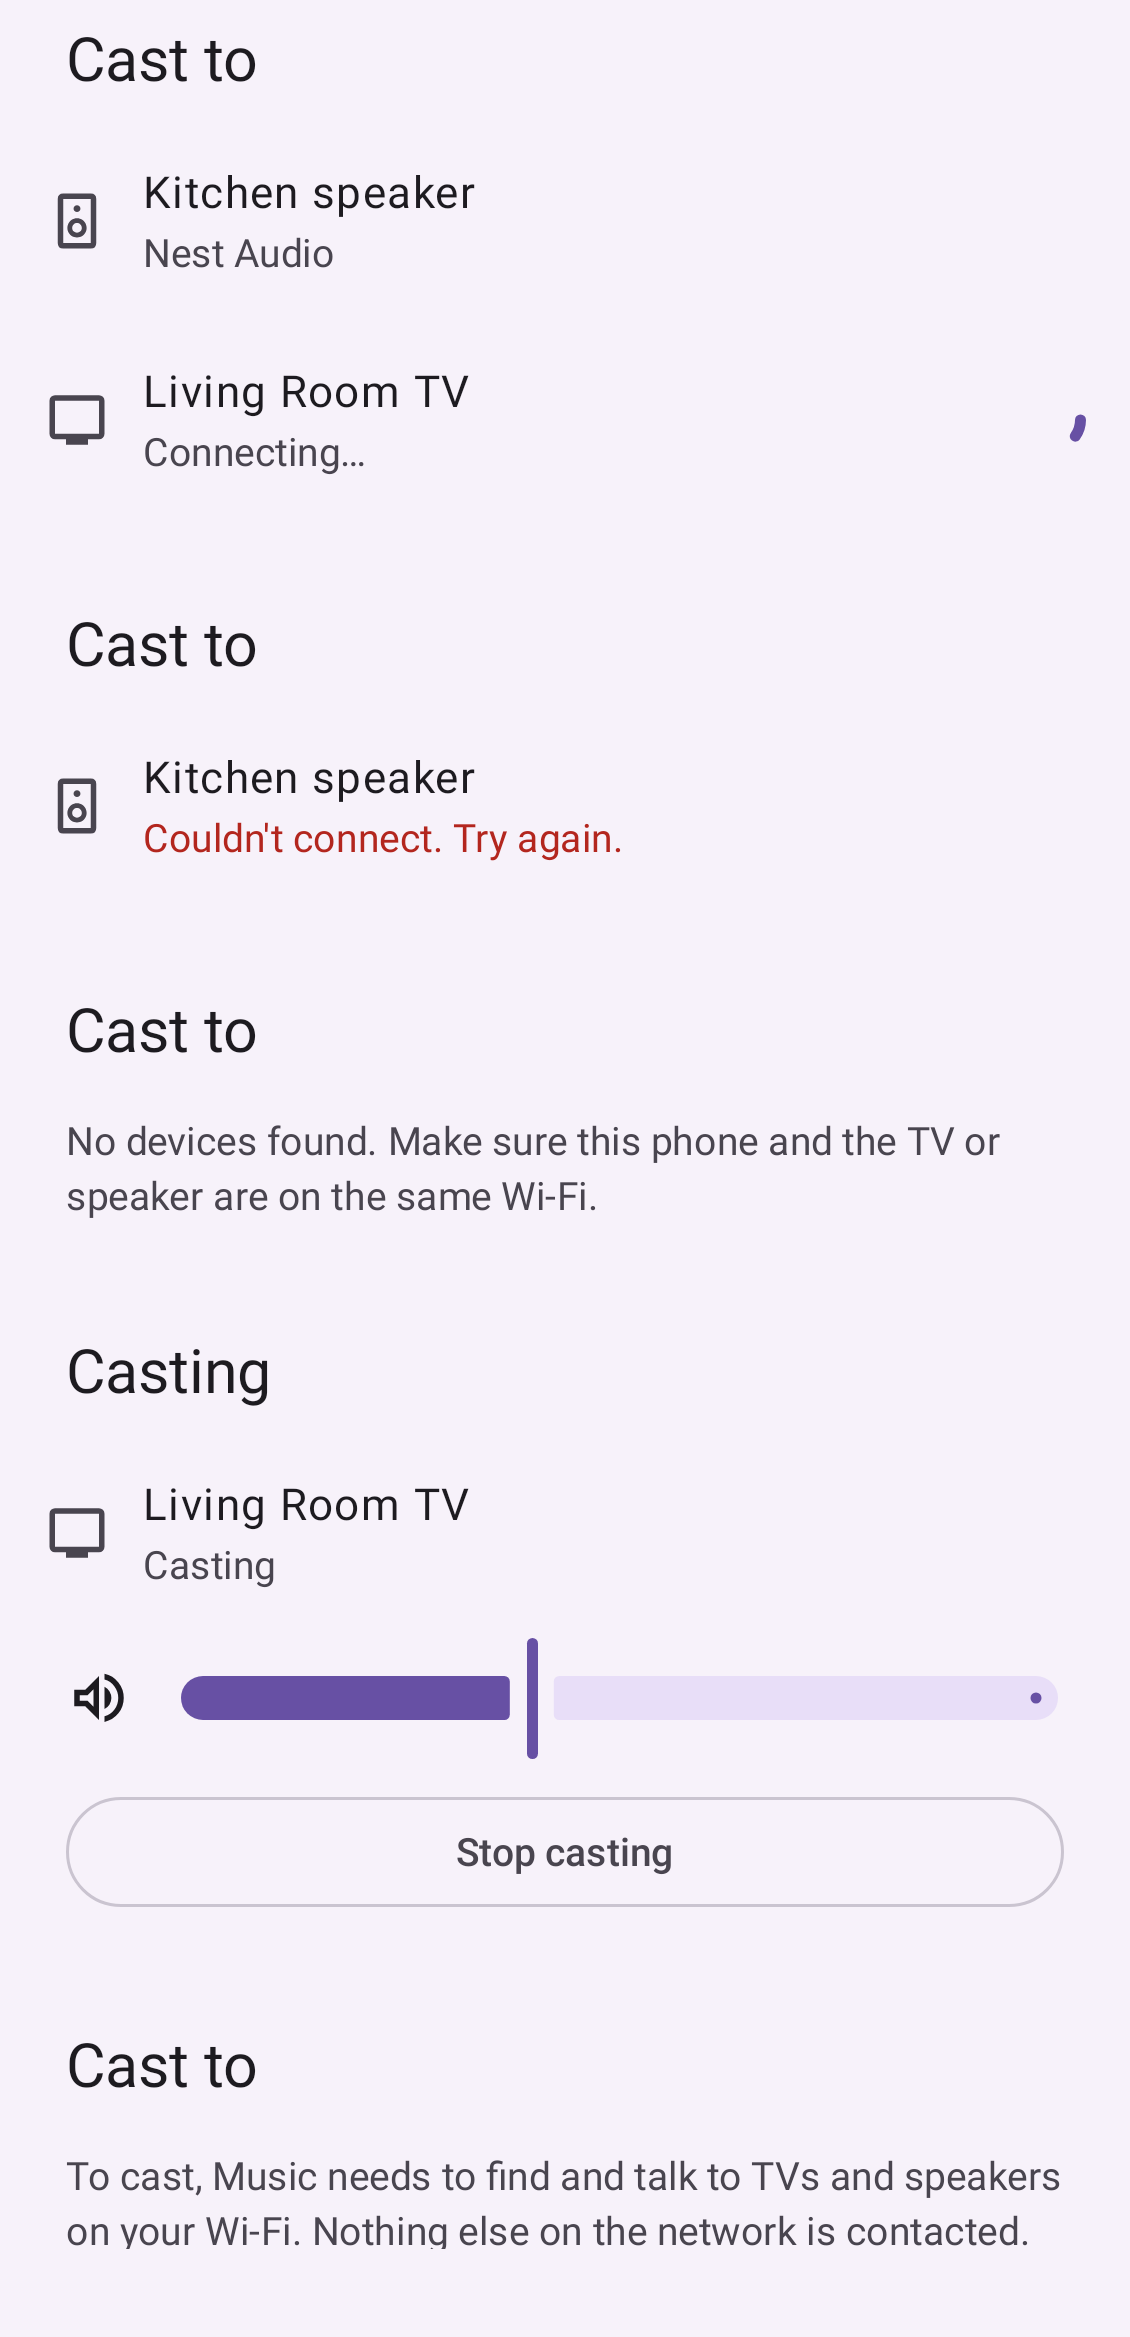 Cast to
Kitchen speaker
Nest Audio
Living Room TV
Connecting…
Cast to
Kitchen speaker
Couldn't connect. Try again.
Cast to
No devices found. Make sure this phone and the TV or
speaker are on the same Wi-Fi.
Casting
Living Room TV
Casting
Stop casting
Cast to
To cast, Music needs to find and talk to TVs and speakers
on your Wi-Fi. Nothing else on the network is contacted.